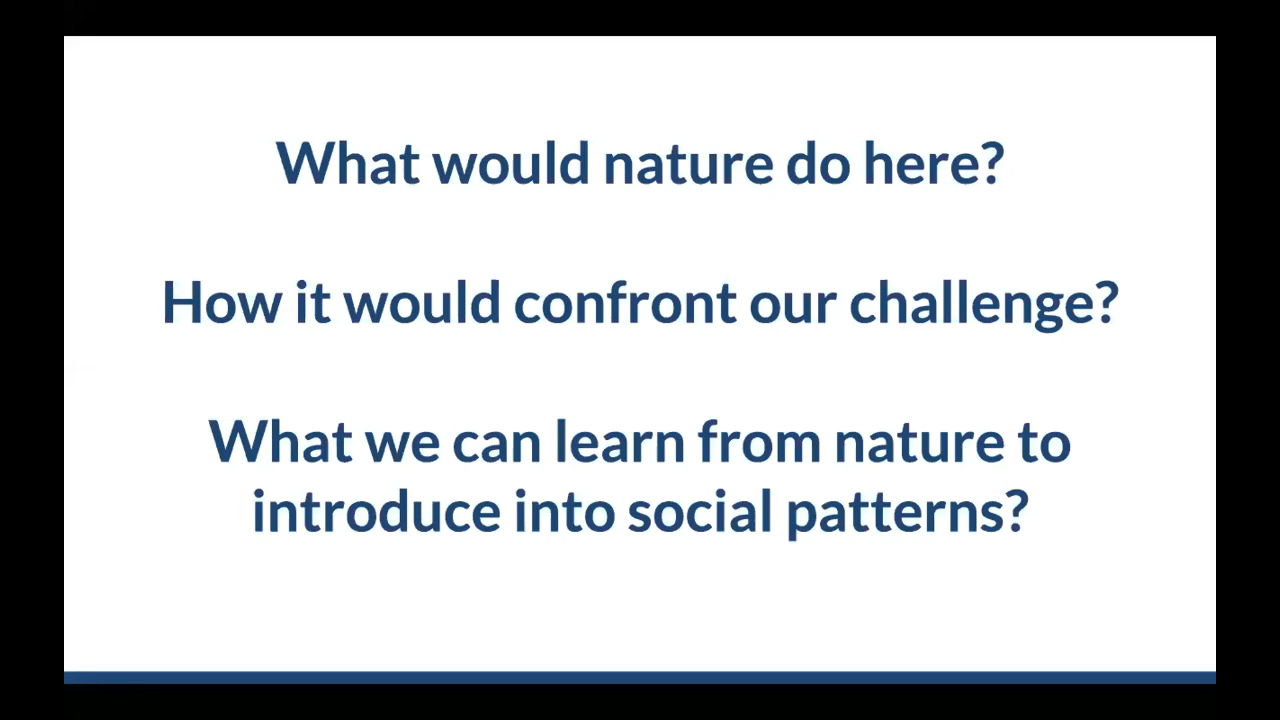 What would nature do here?
How it would confront our challenge?
What we can learn from nature to
introduce into social patterns?